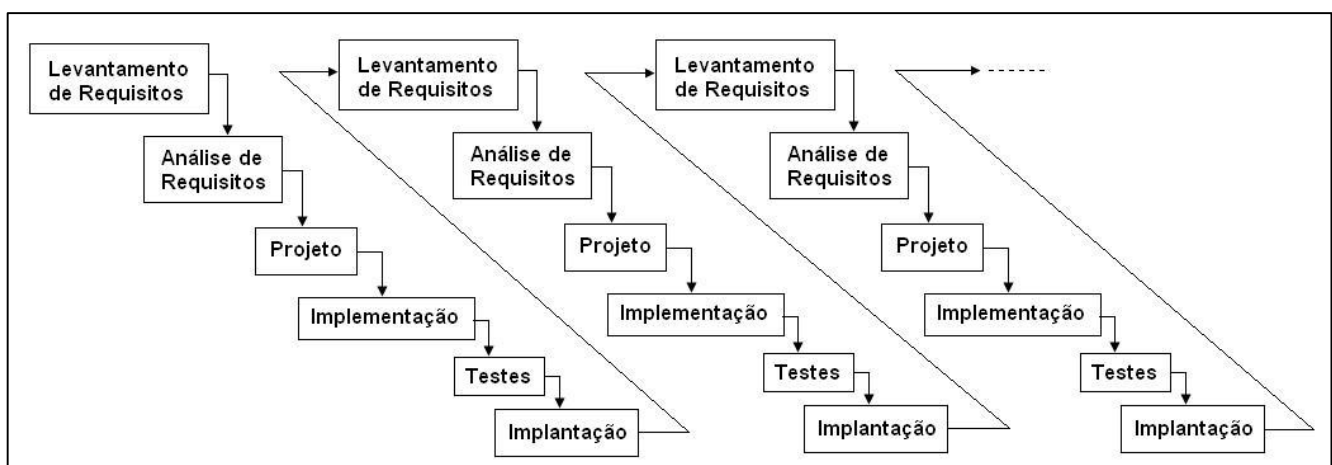 Levantamento
de Requisitos
Análise de
Requisitos
Projeto
Implementação
Testes
Implantação
Levantamento
de Requisitos
Análise de
Requisitos
Projeto
Implementação
Testes
Implantação
Levantamento
de Requisitos
Análise de
Requisitos
Projeto
Implementação
Testes
Implantação